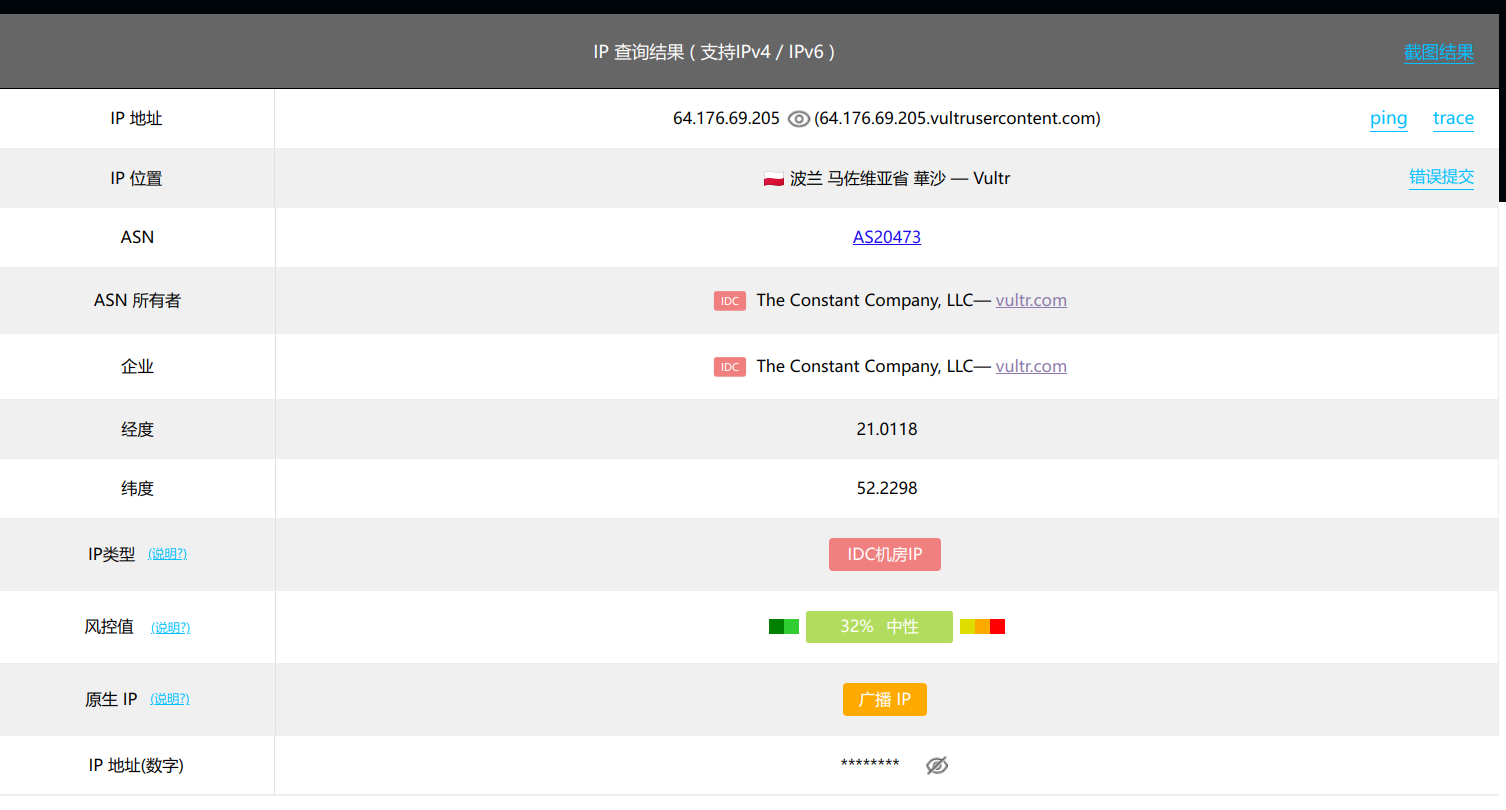 IP 查询结果 ( 支持IPv4 / IPv6 ) 截图结果
IP 地址 64.176.69.205 (64.176.69.205.vultrusercontent.com) ping trace
IP 位置 波兰 马佐维亚省 華沙 — Vultr 错误提交
ASN AS20473
ASN 所有者 IDC The Constant Company, LLC— vultr.com
企业 IDC The Constant Company, LLC— vultr.com
经度 21.0118
纬度 52.2298
IP类型 (说明?) IDC机房IP
风控值 (说明?) 32% 中性
原生 IP (说明?) 广播 IP
IP 地址(数字) ********